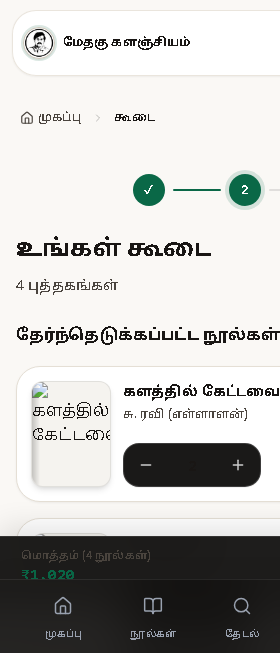 மேதகு களஞ்சியம்
முகப்பு
கூடை
2
உங்கள் கூடை
4 புத்தகங்கள்
தேர்ந்தெடுக்கப்பட்ட நூல்கள்
களத்தில் கேட்டவை
களத்தில்
கேட்டவை
சு. ரவி (எள்ளாளன்)
மொத்தம் (4 நூல்கள்)
₹1,020
முகப்பு
நூல்கள்
தேடல்